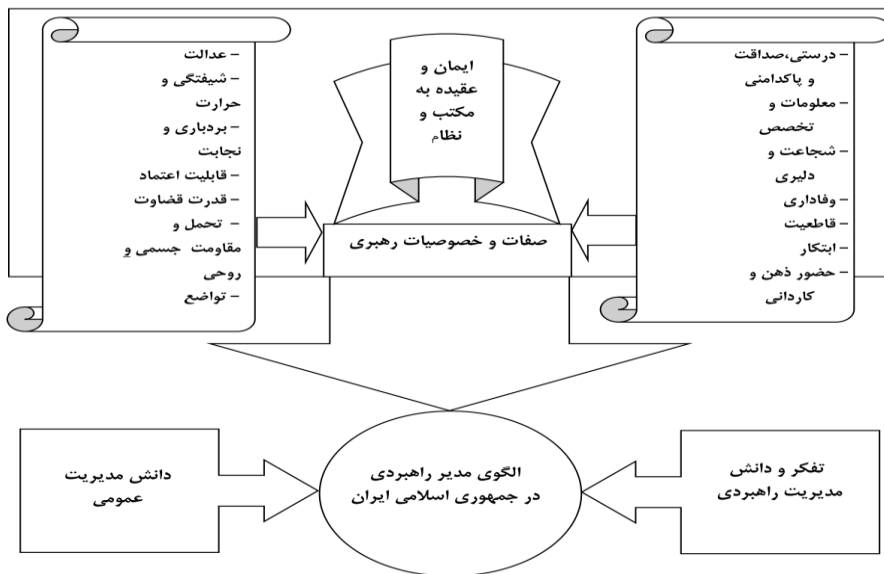 – درستی،صداقت
و پاکدامنی
– معلومات و
تخصص
– شجاعت و
دلیری
– وفاداری
– قاطعیت
– ابتکار
– حضور ذهن و
کاردانی
ایمان و
عقیده به
مکتب و
نظام
– عدالت
– شیفتگی و
حرارت
– بردباری و
نجابت
– قابلیت اعتماد
– قدرت قضاوت
– تحمل و
مقاومت جسمی و
روحی
– تواضع
صفات و خصوصیات رهبری
تفکر و دانش
مدیریت راهبردی
الگوی مدیر راهبردی
در جمهوری اسلامی ایران
دانش مدیریت
عمومی